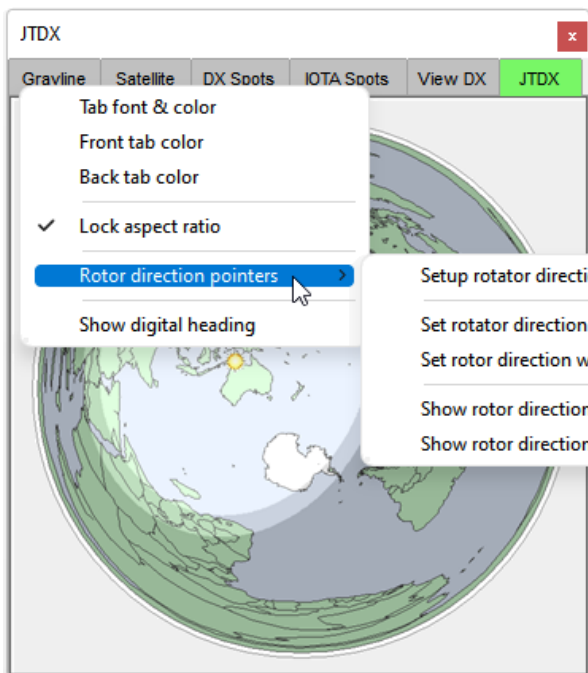 JTDX
x
Grayline Satellite DX Spots IOTA Spots View DX JTDX
Tab font & color
Front tab color
Back tab color
Lock aspect ratio
Rotor direction pointers
Show digital heading
Setup rotator directi
Set rotator direction
Set rotor direction w
Show rotor direction
Show rotor direction